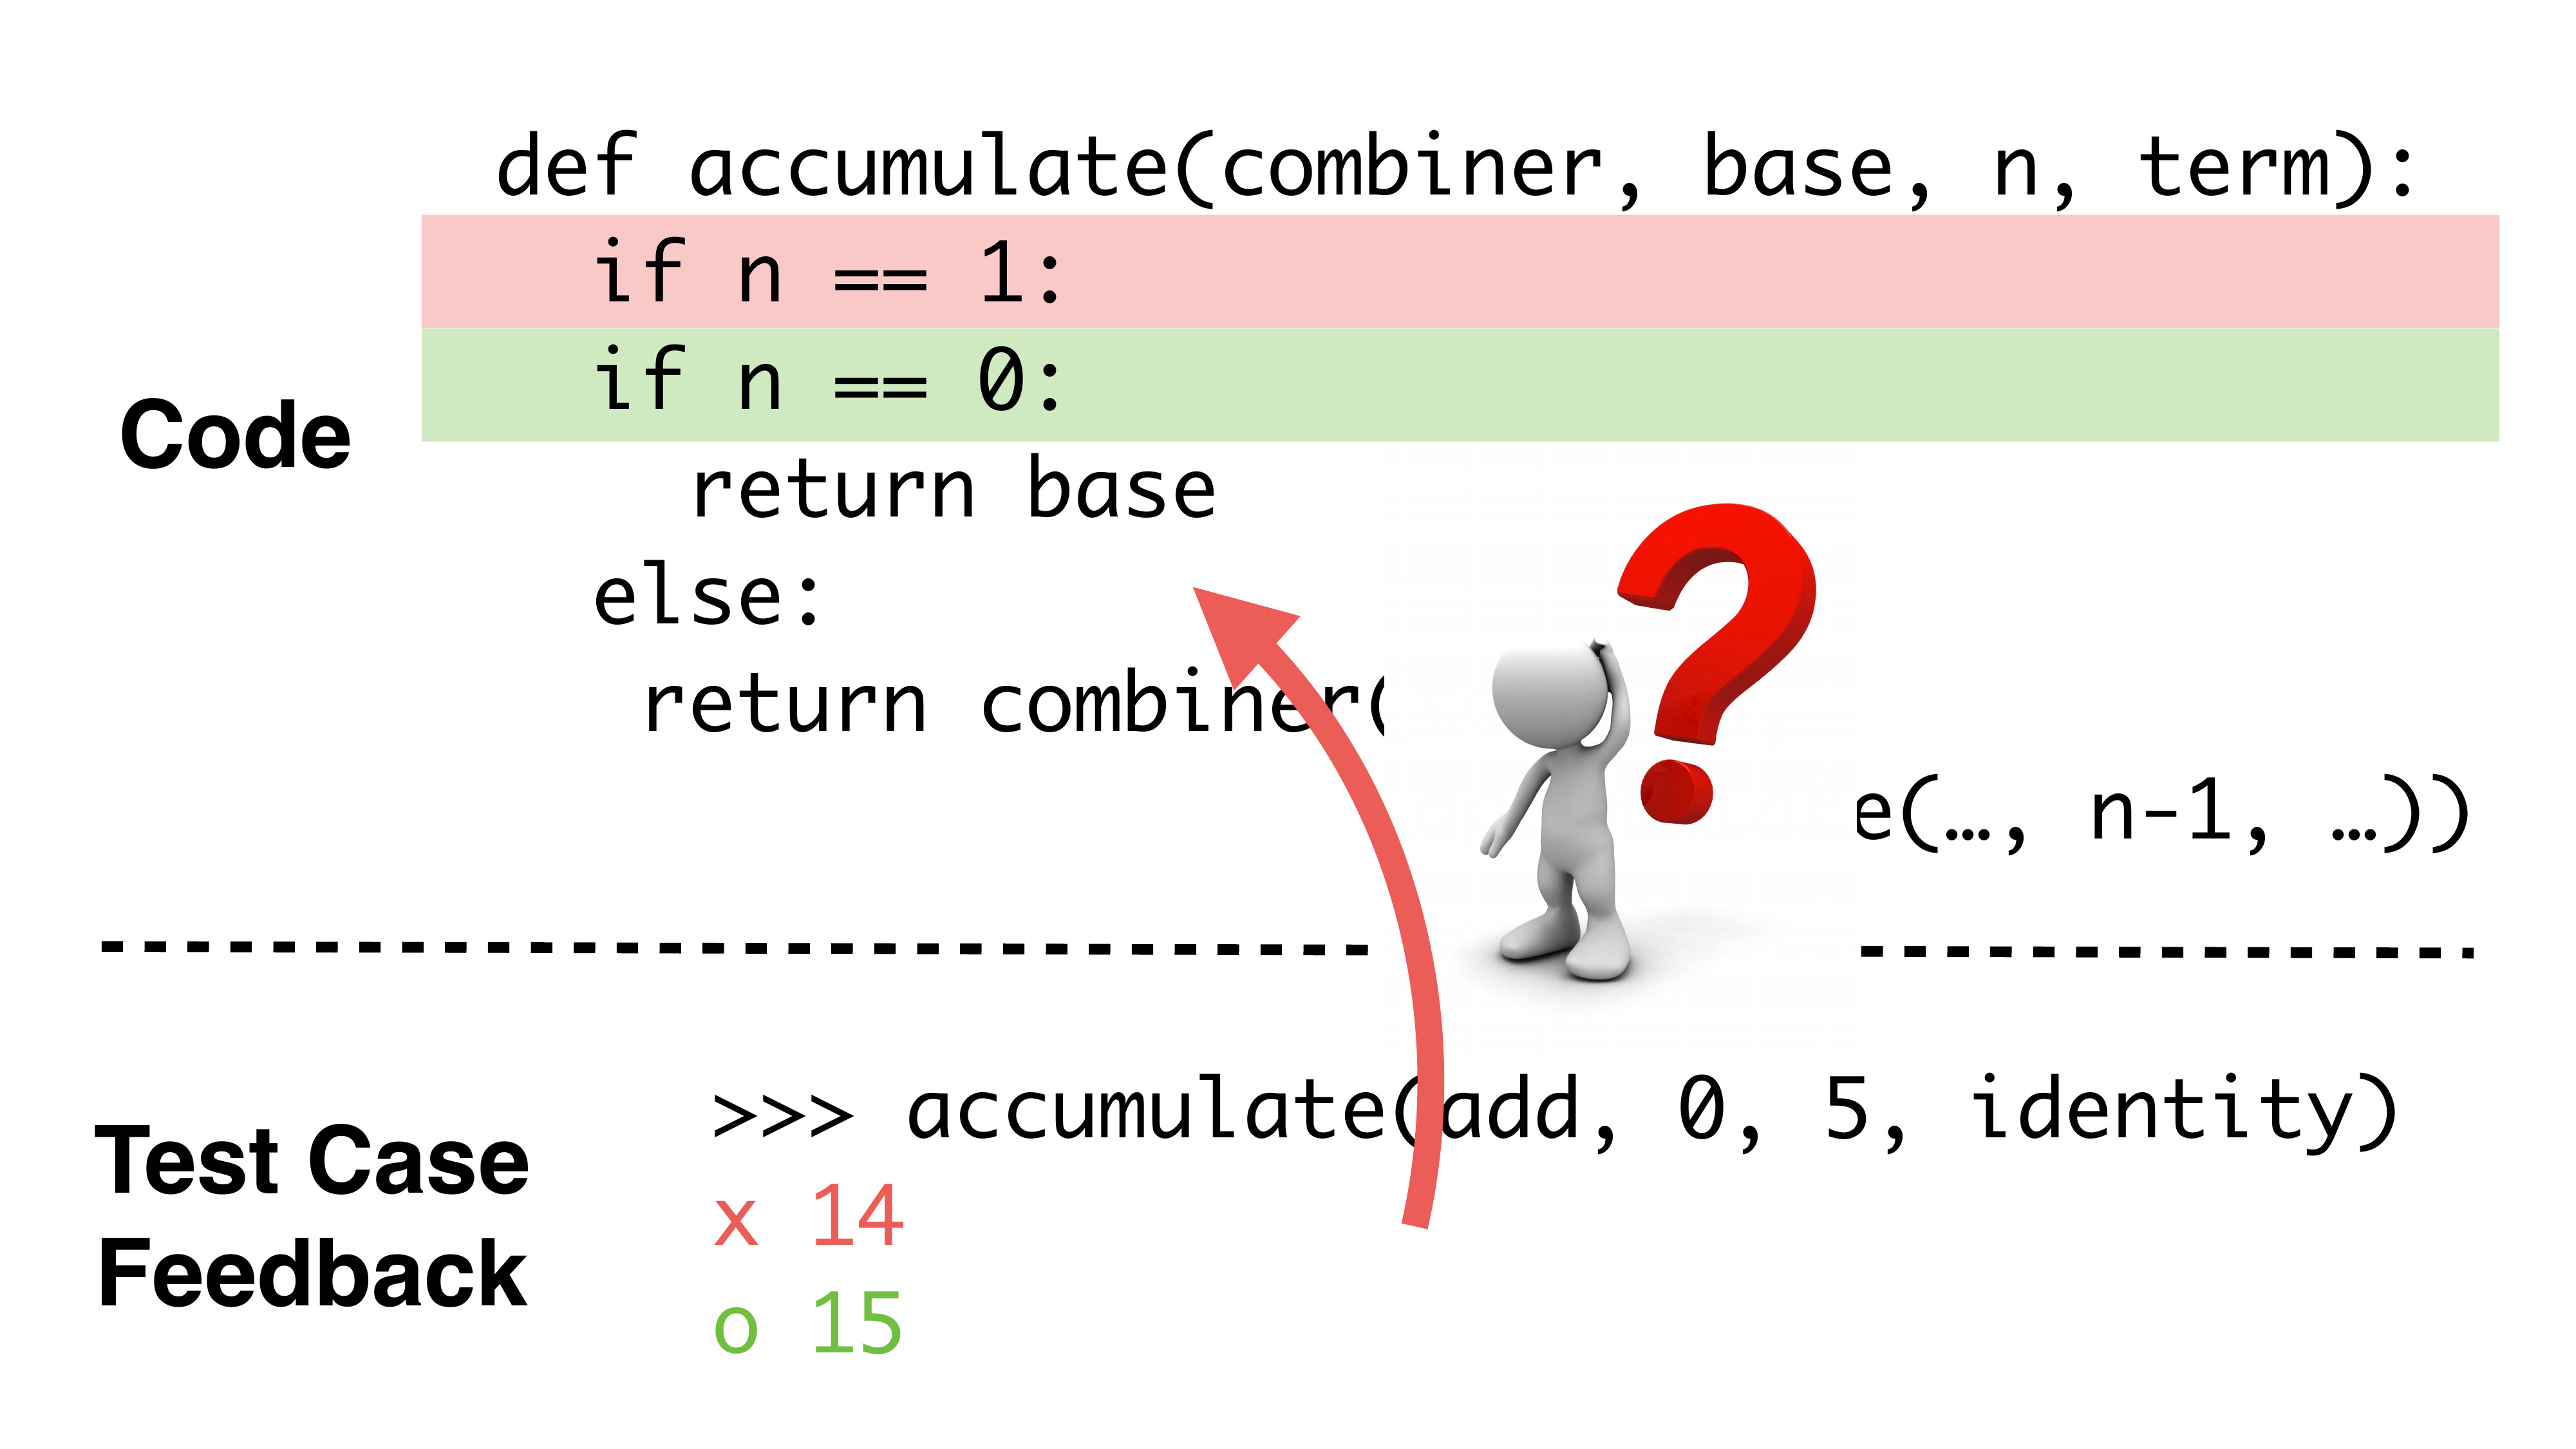 def accumulate(combiner, base, n, term):
if n == 1:
if n == 0:
Code
return base
else:
return combiner(
e(…, n-1, …))
>>> accumulate(add, 0, 5, identity)
Test Case
Feedback
x 14
o 15